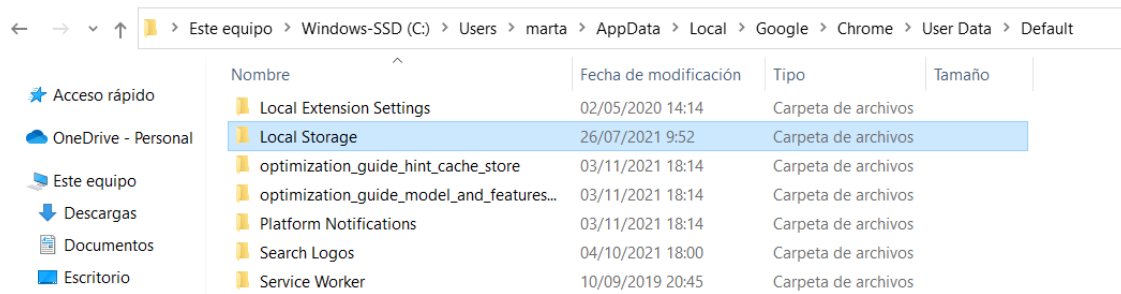 Este equipo > Windows-SSD (C:) > Users > marta > AppData > Local > Google > Chrome > User Data > Default
Nombre Fecha de modificación Tipo Tamaño
Acceso rápido
OneDrive - Personal
Este equipo
Descargas
Documentos
Escritorio
Local Extension Settings 02/05/2020 14:14 Carpeta de archivos
Local Storage 26/07/2021 9:52 Carpeta de archivos
optimization_guide_hint_cache_store 03/11/2021 18:14 Carpeta de archivos
optimization_guide_model_and_features... 03/11/2021 18:14 Carpeta de archivos
Platform Notifications 03/11/2021 18:14 Carpeta de archivos
Search Logos 04/10/2021 18:00 Carpeta de archivos
Service Worker 10/09/2019 20:45 Carpeta de archivos